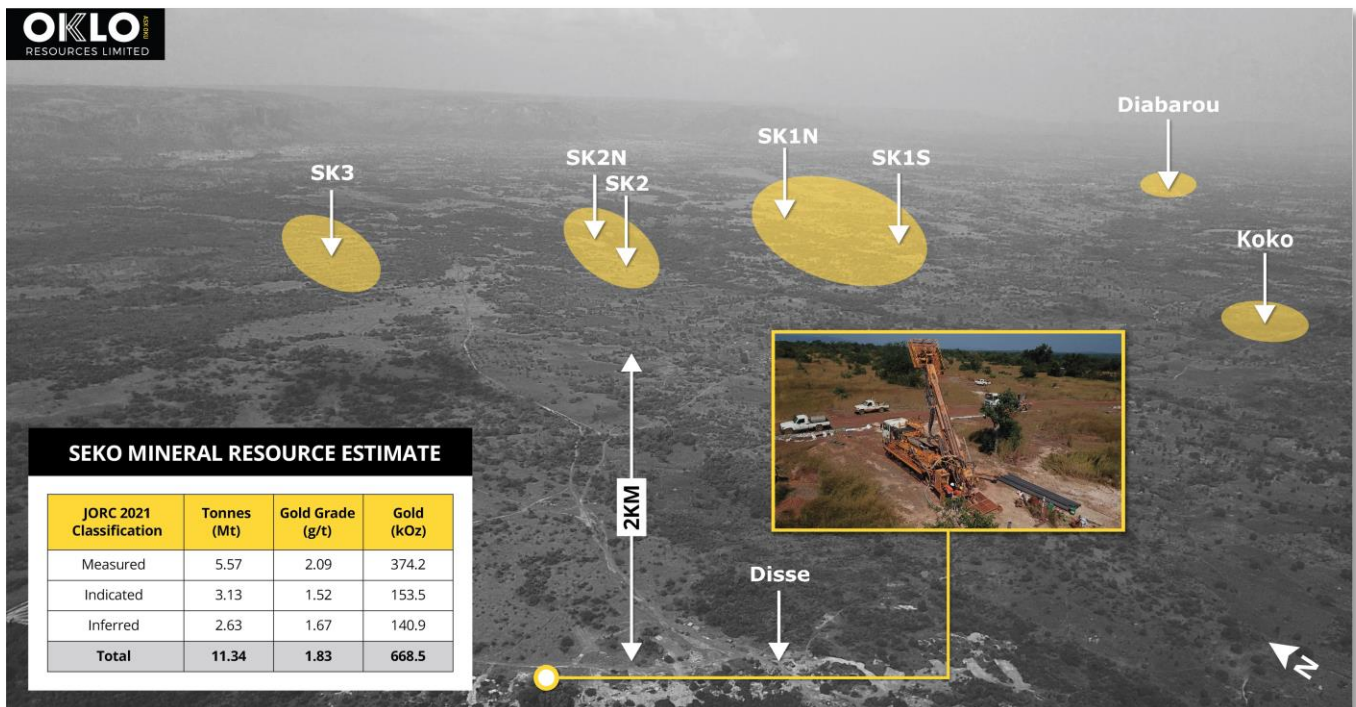 OKLO
ASX:OKU
RESOURCES LIMITED
Diabarou
SK1N
SK2N
SK1S
SK3
SK2
Koko
2KM
Disse
N
SEKO MINERAL RESOURCE ESTIMATE
JORC 2021 Classification Tonnes (Mt) Gold Grade (g/t) Gold (kOz)
Measured 5.57 2.09 374.2
Indicated 3.13 1.52 153.5
Inferred 2.63 1.67 140.9
Total 11.34 1.83 668.5